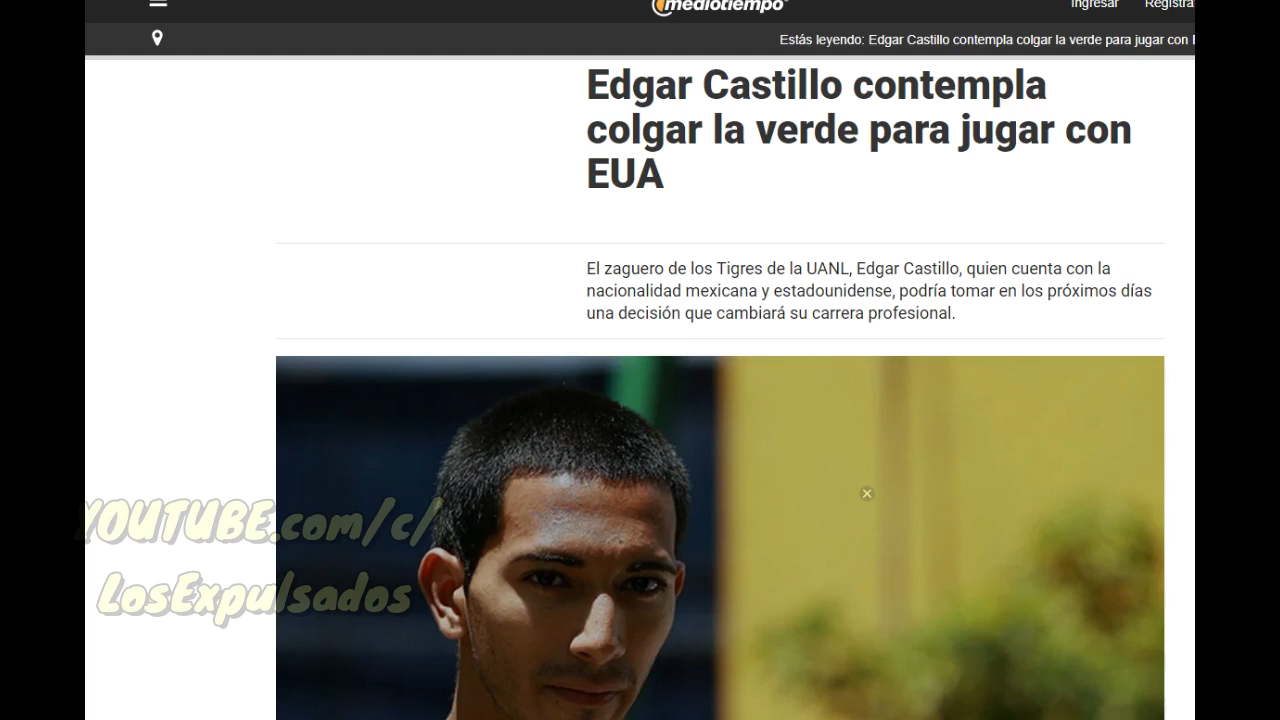 mediotiempo
Ingresar Registra
Estás leyendo: Edgar Castillo contempla colgar la verde para jugar con
Edgar Castillo contempla
colgar la verde para jugar con
EUA
El zaguero de los Tigres de la UANL, Edgar Castillo, quien cuenta con la
nacionalidad mexicana y estadounidense, podría tomar en los próximos días
una decisión que cambiará su carrera profesional.
YOUTUBE.com/c/
LosExpulsados